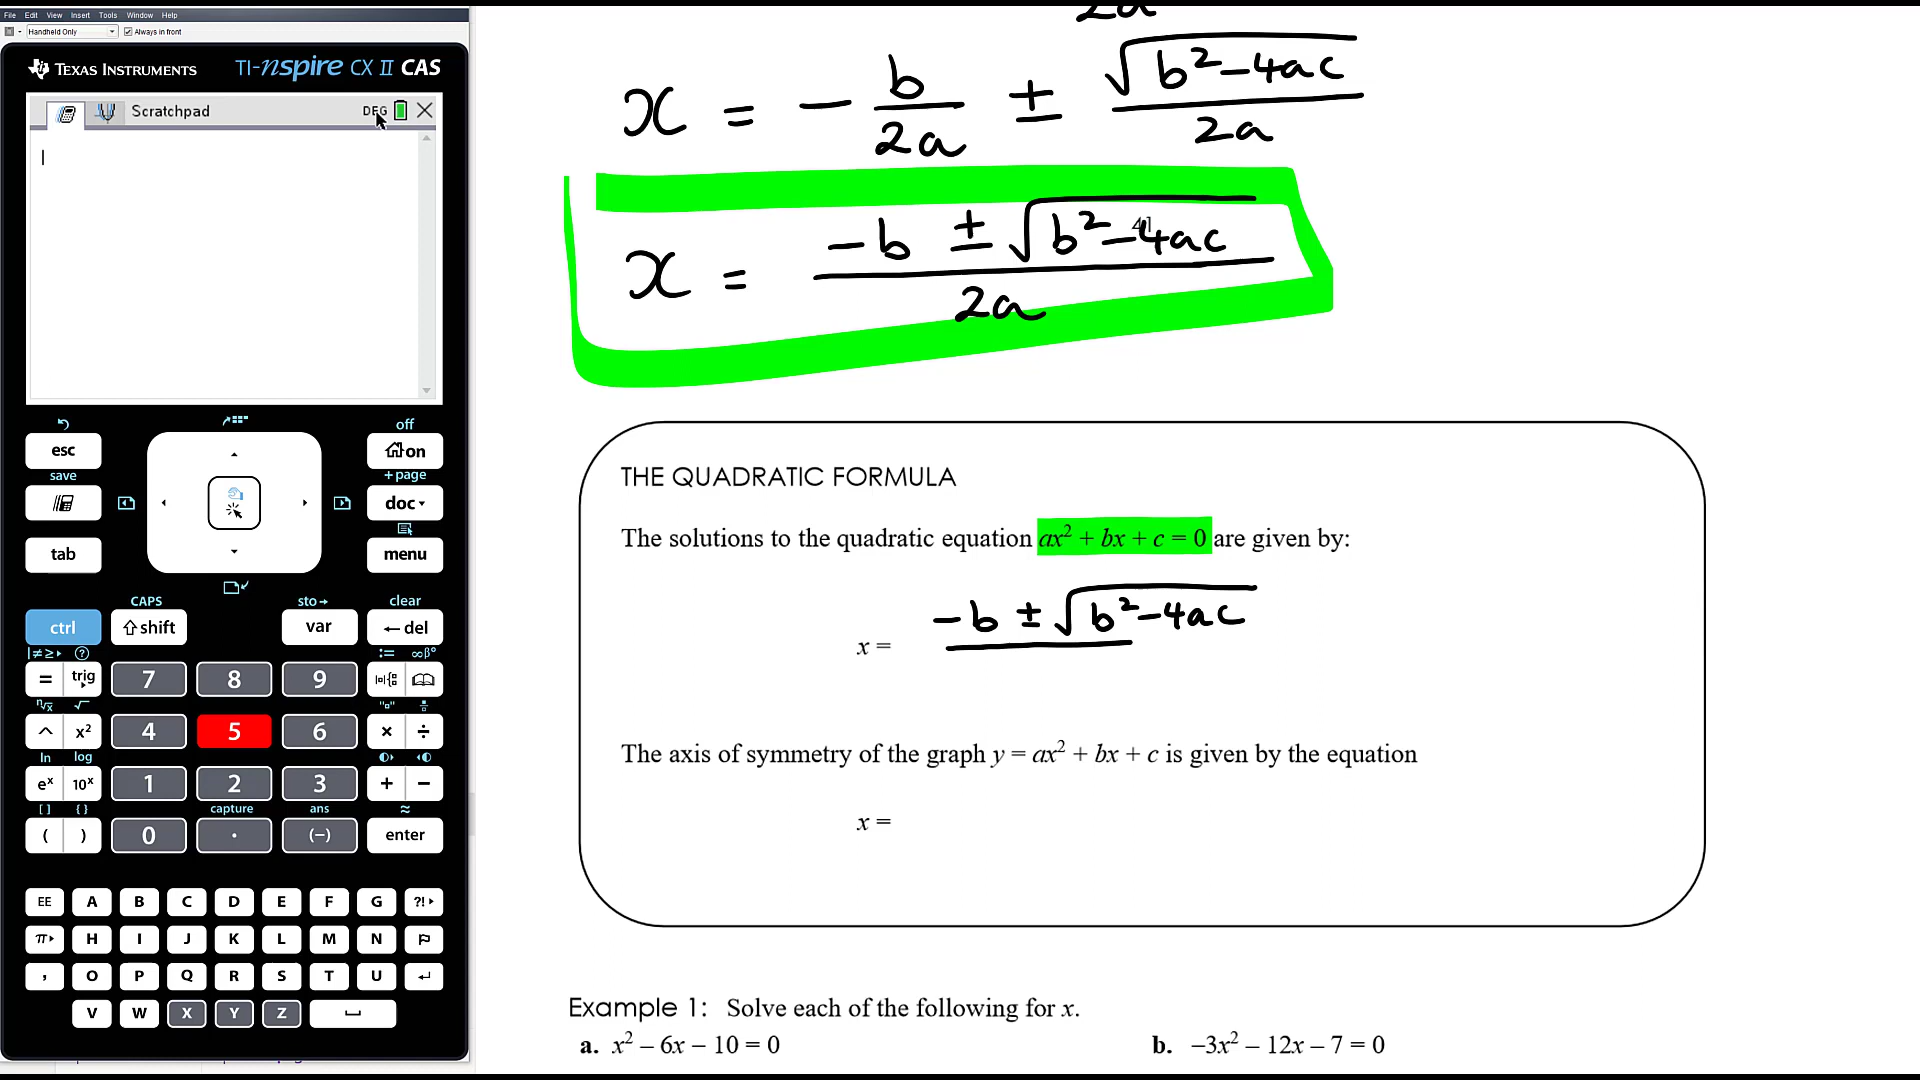 File Edit View Insert Tools Window Help
Handheld Only Always in front
TEXAS INSTRUMENTS TI-nspire CX II CAS
Scratchpad DEG
2a
x = - b/2a ± √(b²-4ac)/2a
x = (-b ± √(b²-4ac))/2a
THE QUADRATIC FORMULA
The solutions to the quadratic equation ax² + bx + c = 0 are given by:
-b ± √(b²-4ac)
x =
The axis of symmetry of the graph y = ax² + bx + c is given by the equation
x =
Example 1: Solve each of the following for x.
a. x² – 6x – 10 = 0 b. –3x² – 12x – 7 = 0
off
esc on
save +page
doc
tab menu
CAPS sto→ clear
ctrl ⇧shift var ←del
|≠≥▸ ? := ∞β°
= trig 7 8 9
ⁿ√x √ "▫"
^ x² 4 5 6 × ÷
ln log
eˣ 10ˣ 1 2 3 + −
[ ] { } capture ans ≈
( ) 0 . (−) enter
EE A B C D E F G ?!▸
π▸ H I J K L M N
, O P Q R S T U ↵
V W X Y Z